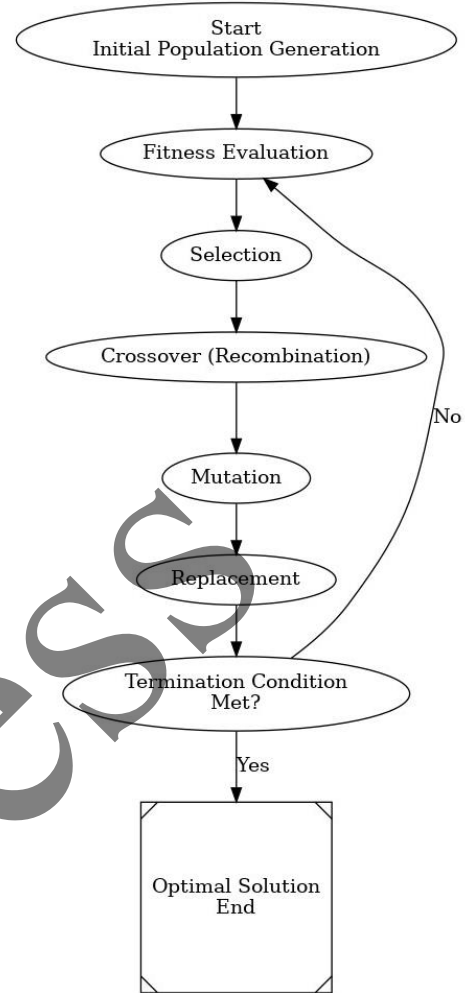 Start
Initial Population Generation
Fitness Evaluation
Selection
Crossover (Recombination)
No
Mutation
Replacement
Termination Condition
Met?
Yes
Optimal Solution
End
ess